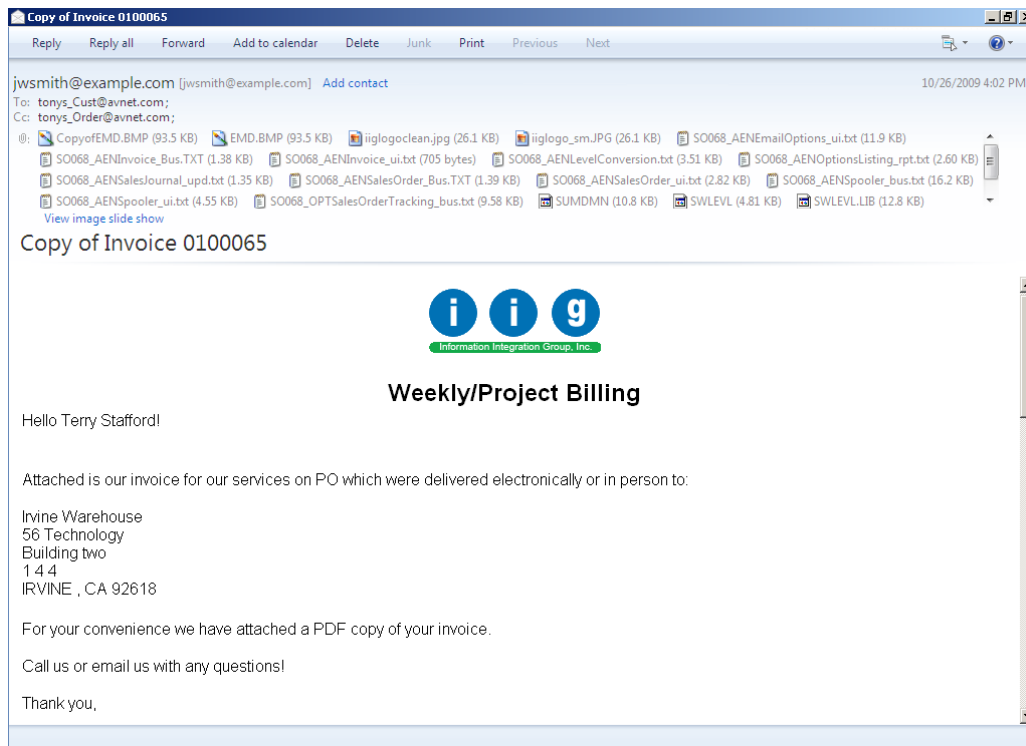 Copy of Invoice 0100065
Reply Reply all Forward Add to calendar Delete Junk Print Previous Next
jwsmith@example.com [jwsmith@example.com] Add contact 10/26/2009 4:02 PM
To: tonys_Cust@avnet.com;
Cc: tonys_Order@avnet.com;
CopyofEMD.BMP (93.5 KB) EMD.BMP (93.5 KB) iiglogoclean.jpg (26.1 KB) iiglogo_sm.JPG (26.1 KB) SO068_AENEmailOptions_ui.txt (11.9 KB)
SO068_AENInvoice_Bus.TXT (1.38 KB) SO068_AENInvoice_ui.txt (705 bytes) SO068_AENLevelConversion.txt (3.51 KB) SO068_AENOptionsListing_rpt.txt (2.60 KB)
SO068_AENSalesJournal_upd.txt (1.35 KB) SO068_AENSalesOrder_Bus.TXT (1.39 KB) SO068_AENSalesOrder_ui.txt (2.82 KB) SO068_AENSpooler_bus.txt (16.2 KB)
SO068_AENSpooler_ui.txt (4.55 KB) SO068_OPTSalesOrderTracking_bus.txt (9.58 KB) SUMDMN (10.8 KB) SWLEVL (4.81 KB) SWLEVL.LIB (12.8 KB)
View image slide show
Copy of Invoice 0100065
i i g
Information Integration Group, Inc.
Weekly/Project Billing
Hello Terry Stafford!
Attached is our invoice for our services on PO which were delivered electronically or in person to:
Irvine Warehouse
56 Technology
Building two
1 4 4
IRVINE , CA 92618
For your convenience we have attached a PDF copy of your invoice.
Call us or email us with any questions!
Thank you,